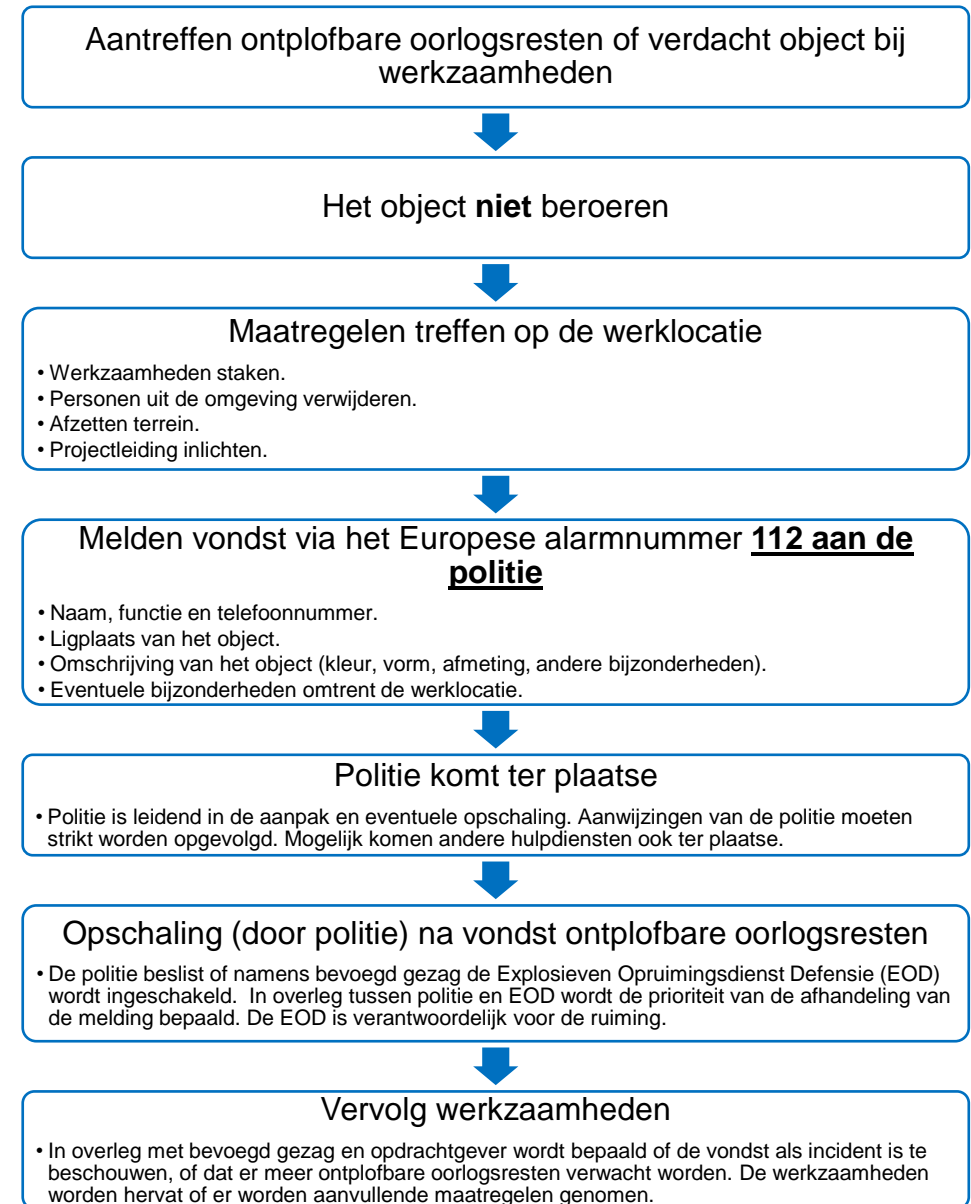 Aantreffen ontplofbare oorlogsresten of verdacht object bij
werkzaamheden
Het object niet beroeren
Maatregelen treffen op de werklocatie
• Werkzaamheden staken.
• Personen uit de omgeving verwijderen.
• Afzetten terrein.
• Projectleiding inlichten.
Melden vondst via het Europese alarmnummer 112 aan de
politie
• Naam, functie en telefoonnummer.
• Ligplaats van het object.
• Omschrijving van het object (kleur, vorm, afmeting, andere bijzonderheden).
• Eventuele bijzonderheden omtrent de werklocatie.
Politie komt ter plaatse
• Politie is leidend in de aanpak en eventuele opschaling. Aanwijzingen van de politie moeten
strikt worden opgevolgd. Mogelijk komen andere hulpdiensten ook ter plaatse.
Opschaling (door politie) na vondst ontplofbare oorlogsresten
• De politie beslist of namens bevoegd gezag de Explosieven Opruimingsdienst Defensie (EOD)
wordt ingeschakeld. In overleg tussen politie en EOD wordt de prioriteit van de afhandeling van
de melding bepaald. De EOD is verantwoordelijk voor de ruiming.
Vervolg werkzaamheden
• In overleg met bevoegd gezag en opdrachtgever wordt bepaald of de vondst als incident is te
beschouwen, of dat er meer ontplofbare oorlogsresten verwacht worden. De werkzaamheden
worden hervat of er worden aanvullende maatregelen genomen.